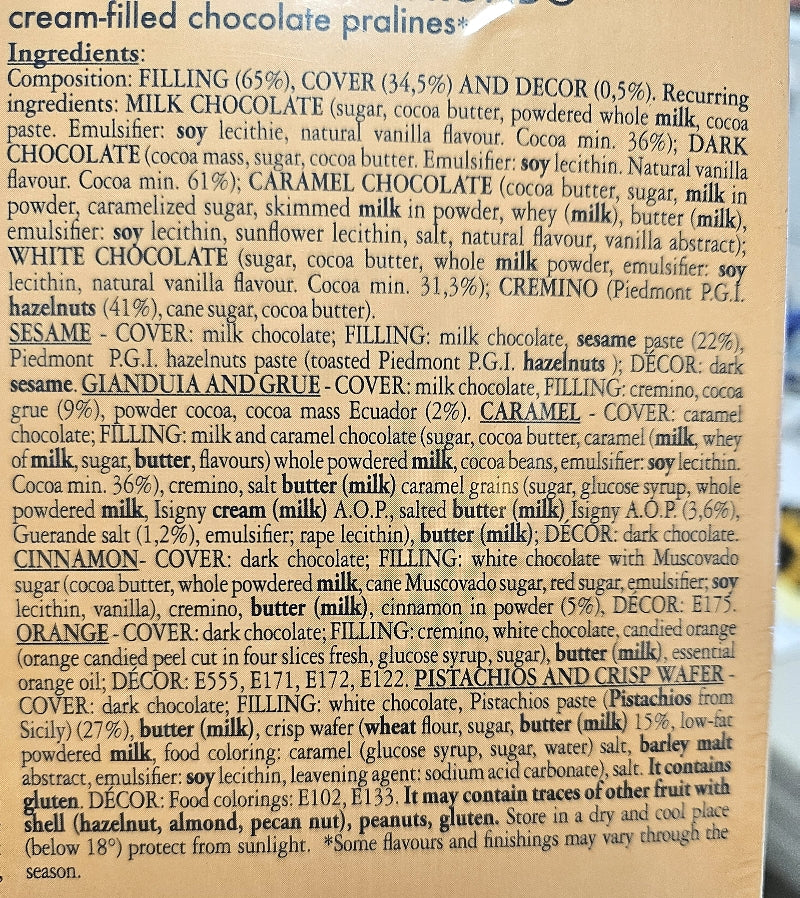 cream-filled chocolate pralines*
Ingredients:
Composition: FILLING (65%), COVER (34,5%) AND DECOR (0,5%). Recurring
ingredients: MILK CHOCOLATE (sugar, cocoa butter, powdered whole milk, cocoa
paste. Emulsifier: soy lecithie, natural vanilla flavour. Cocoa min. 36%); DARK
CHOCOLATE (cocoa mass, sugar, cocoa butter. Emulsifier: soy lecithin. Natural vanilla
flavour. Cocoa min. 61%); CARAMEL CHOCOLATE (cocoa butter, sugar, milk in
powder, caramelized sugar, skimmed milk in powder, whey (milk), butter (milk),
emulsifier: soy lecithin, sunflower lecithin, salt, natural flavour, vanilla abstract);
WHITE CHOCOLATE (sugar, cocoa butter, whole milk powder, emulsifier: soy
lecithin, natural vanilla flavour. Cocoa min. 31,3%); CREMINO (Piedmont P.G.I.
hazelnuts (41%), cane sugar, cocoa butter).
SESAME - COVER: milk chocolate; FILLING: milk chocolate, sesame paste (22%),
Piedmont P.G.I. hazelnuts paste (toasted Piedmont P.G.I. hazelnuts ); DÉCOR: dark
sesame. GIANDUIA AND GRUE - COVER: milk chocolate, FILLING: cremino, cocoa
grue (9%), powder cocoa, cocoa mass Ecuador (2%). CARAMEL - COVER: caramel
chocolate; FILLING: milk and caramel chocolate (sugar, cocoa butter, caramel (milk, whey
of milk, sugar, butter, flavours) whole powdered milk, cocoa beans, emulsifier: soy lecithin.
Cocoa min. 36%), cremino, salt butter (milk) caramel grains (sugar, glucose syrup, whole
powdered milk, Isigny cream (milk) A.O.P., salted butter (milk) Isigny A.O.P. (3,6%),
Guerande salt (1,2%), emulsifier; rape lecithin), butter (milk); DÉCOR: dark chocolate.
CINNAMON- COVER: dark chocolate; FILLING: white chocolate with Muscovado
sugar (cocoa butter, whole powdered milk, cane Muscovado sugar, red sugar, emulsifier; soy
lecithin, vanilla), cremino, butter (milk), cinnamon in powder (5%), DÉCOR: E175.
ORANGE - COVER: dark chocolate; FILLING: cremino, white chocolate, candied orange
(orange candied peel cut in four slices fresh, glucose syrup, sugar), butter (milk), essential
orange oil; DÉCOR: E555, E171, E172, E122. PISTACHIOS AND CRISP WAFER -
COVER: dark chocolate; FILLING: white chocolate, Pistachios paste (Pistachios from
Sicily) (27%), butter (milk), crisp wafer (wheat flour, sugar, butter (milk) 15%, low-fat
powdered milk, food coloring: caramel (glucose syrup, sugar, water) salt, barley malt
abstract, emulsifier: soy lecithin, leavening agent: sodium acid carbonate), salt. It contains
gluten. DÉCOR: Food colorings: E102, E133. It may contain traces of other fruit with
shell (hazelnut, almond, pecan nut), peanuts, gluten. Store in a dry and cool place
(below 18°) protect from sunlight. *Some flavours and finishings may vary through the
season.